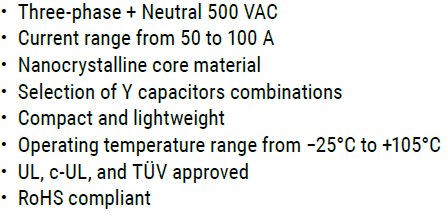 • Three-phase + Neutral 500 VAC
• Current range from 50 to 100 A
• Nanocrystalline core material
• Selection of Y capacitors combinations
• Compact and lightweight
• Operating temperature range from −25°C to +105°C
• UL, c-UL, and TÜV approved
• RoHS compliant